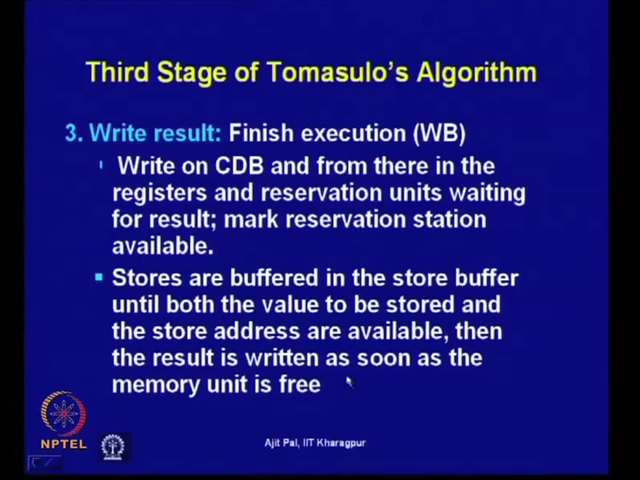 Third Stage of Tomasulo's Algorithm
3. Write result: Finish execution (WB)
Write on CDB and from there in the
registers and reservation units waiting
for result; mark reservation station
available.
Stores are buffered in the store buffer
until both the value to be stored and
the store address are available, then
the result is written as soon as the
memory unit is free
NPTEL
Ajit Pal, IIT Kharagpur